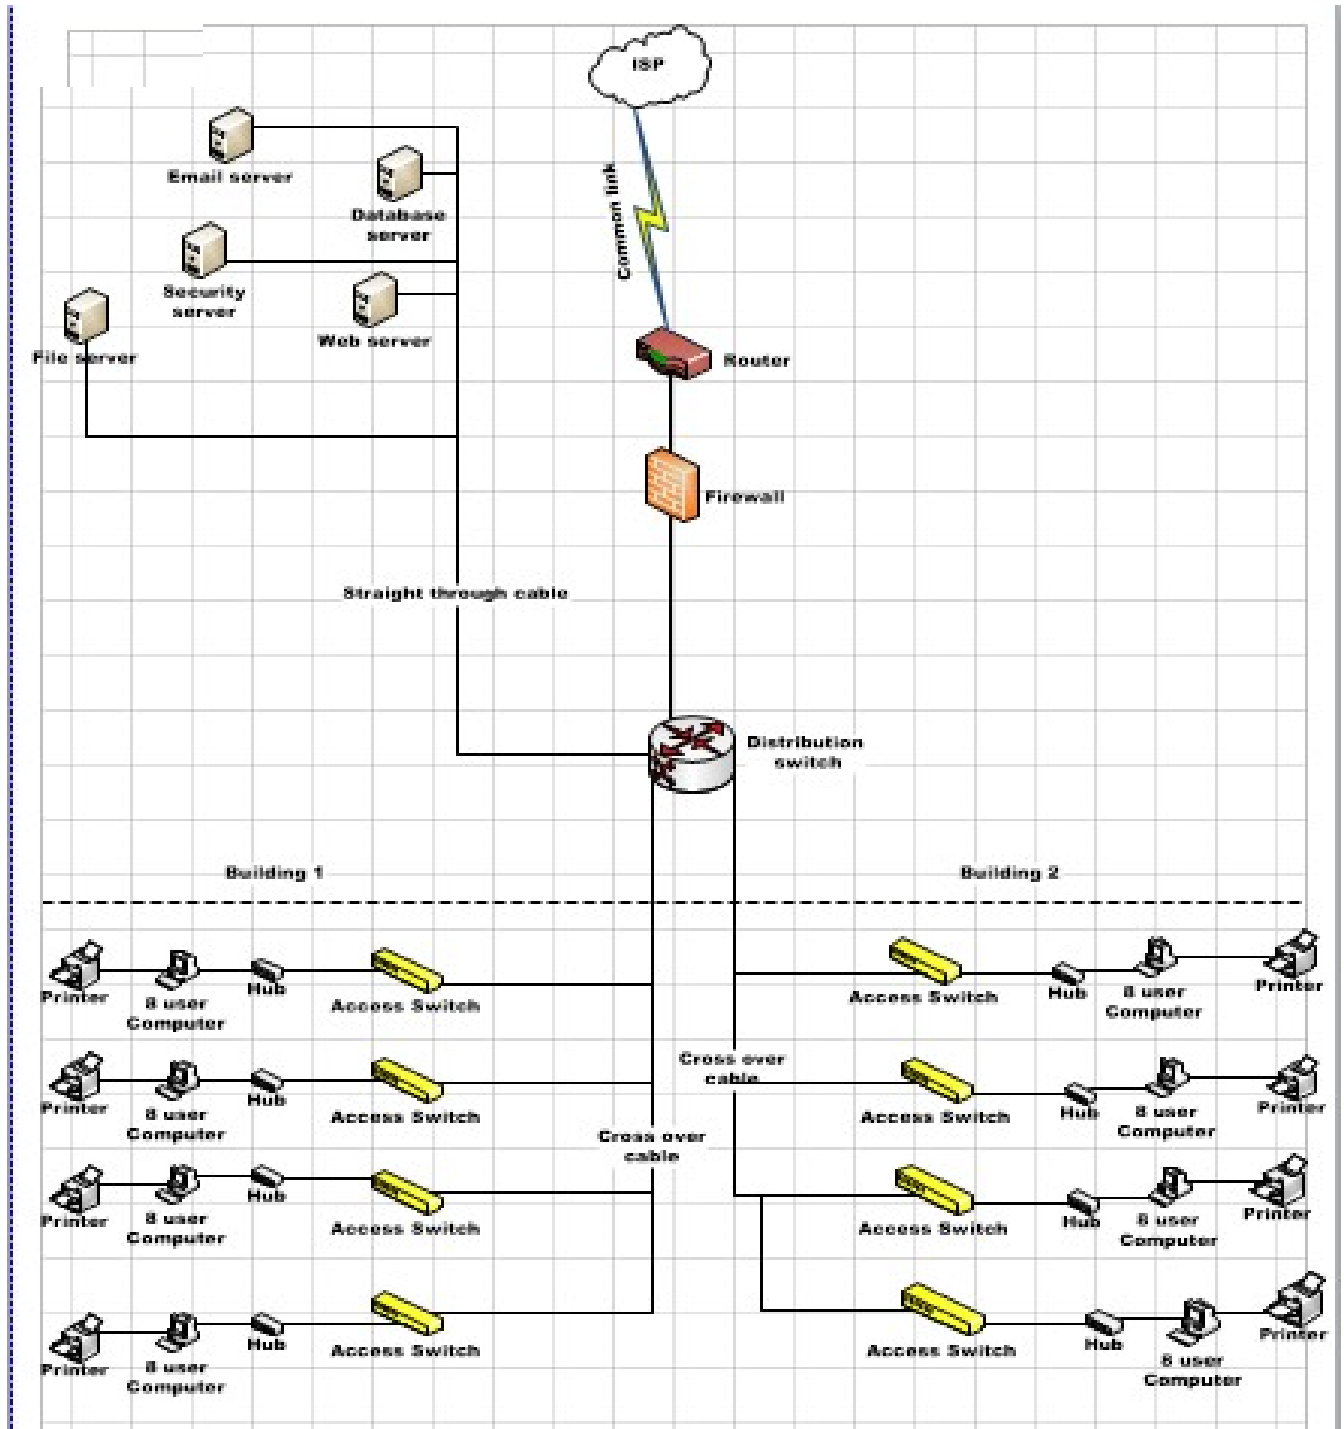 ISP
Email server
Database
server
Common link
Security
server
Web server
File server
Router
Firewall
Straight through cable
Distribution
switch
Building 1
Building 2
Printer
8 user
Computer
Hub
Access Switch
Access Switch
Hub
8 user
Computer
Printer
Cross over
cable
Printer
8 user
Computer
Hub
Access Switch
Access Switch
Hub
8 user
Computer
Printer
Cross over
cable
Printer
8 user
Computer
Hub
Access Switch
Access Switch
Hub
8 user
Computer
Printer
Printer
8 user
Computer
Hub
Access Switch
Access Switch
Hub
8 user
Computer
Printer